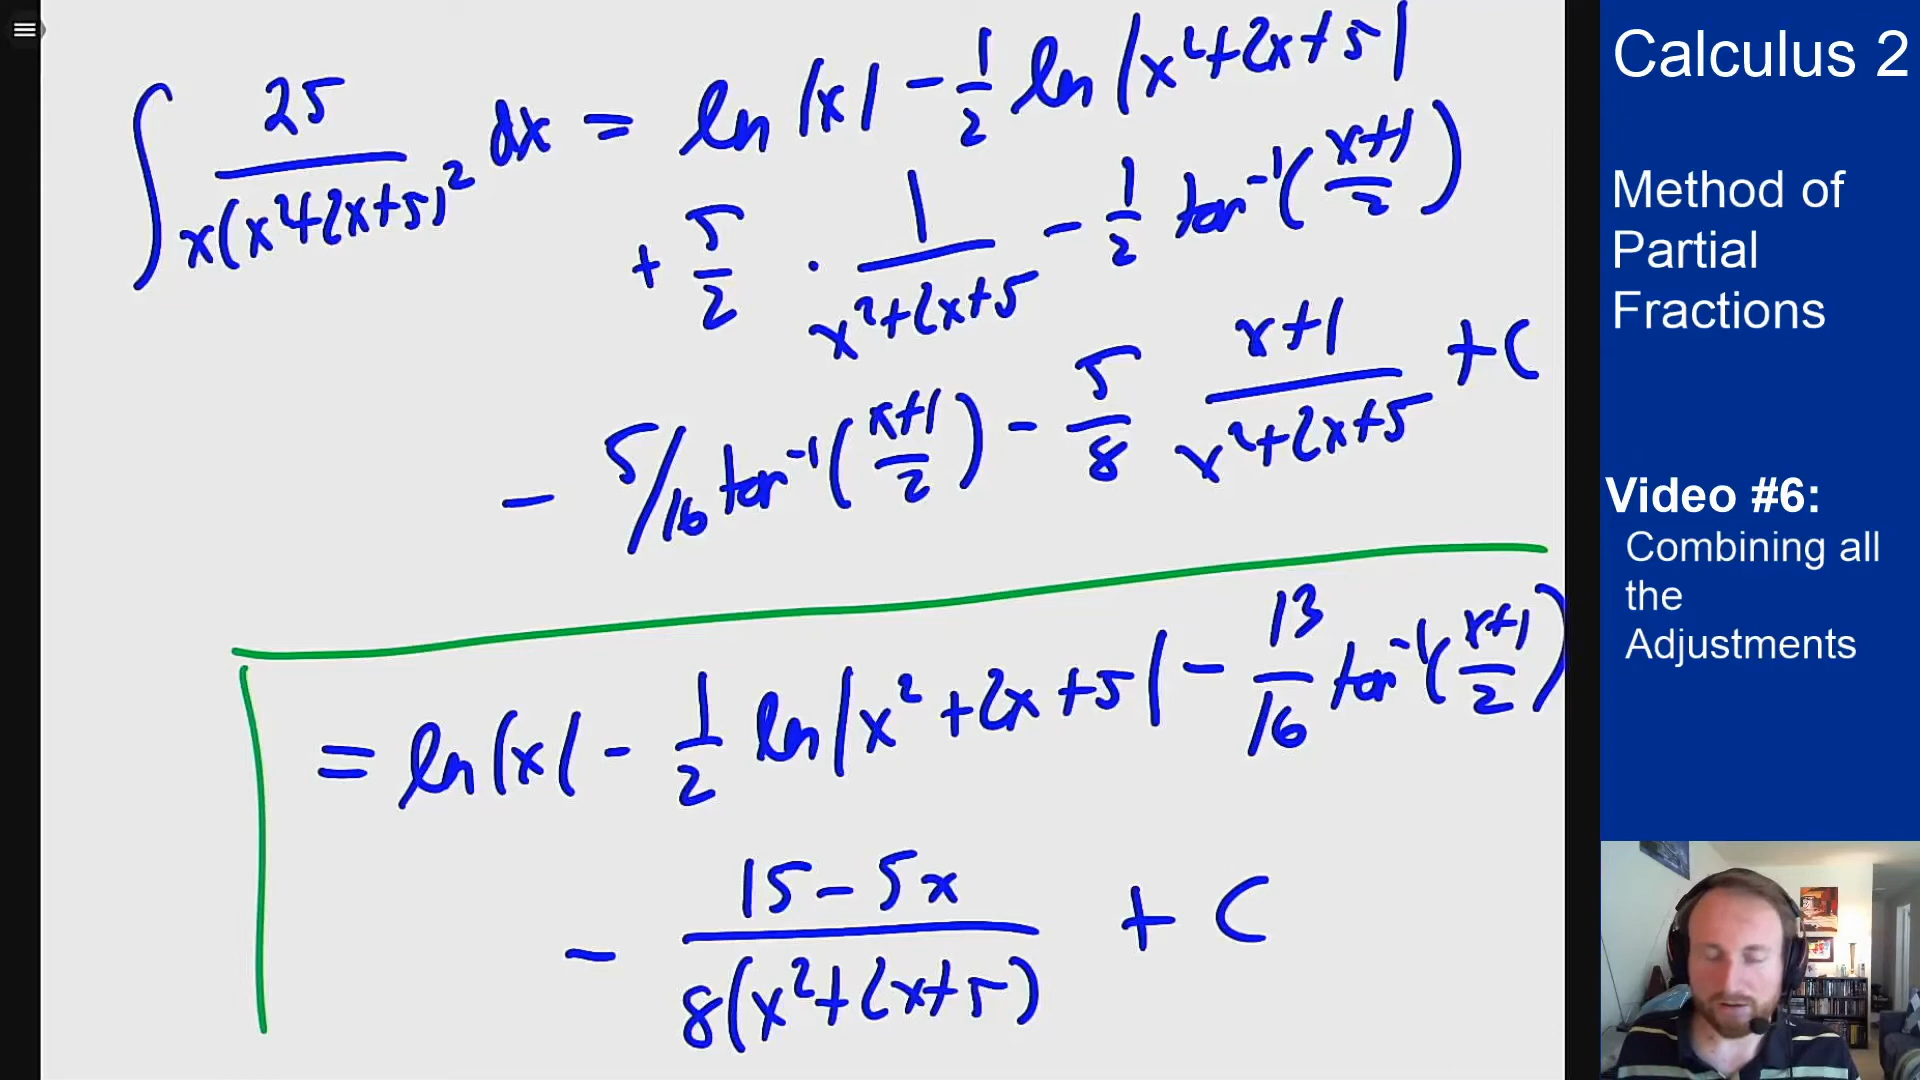 ∫ 25/(x(x²+2x+5)²) dx = ln|x| - 1/2 ln|x²+2x+5|
+ 5/2 · 1/(x²+2x+5) - 1/2 tan⁻¹((x+1)/2)
- 5/16 tan⁻¹((x+1)/2) - 5/8 (x+1)/(x²+2x+5) + C
= ln|x| - 1/2 ln|x²+2x+5| - 13/16 tan⁻¹((x+1)/2)
- (15-5x)/(8(x²+2x+5)) + C
Calculus 2
Method of
Partial
Fractions
Video #6:
Combining all
the
Adjustments